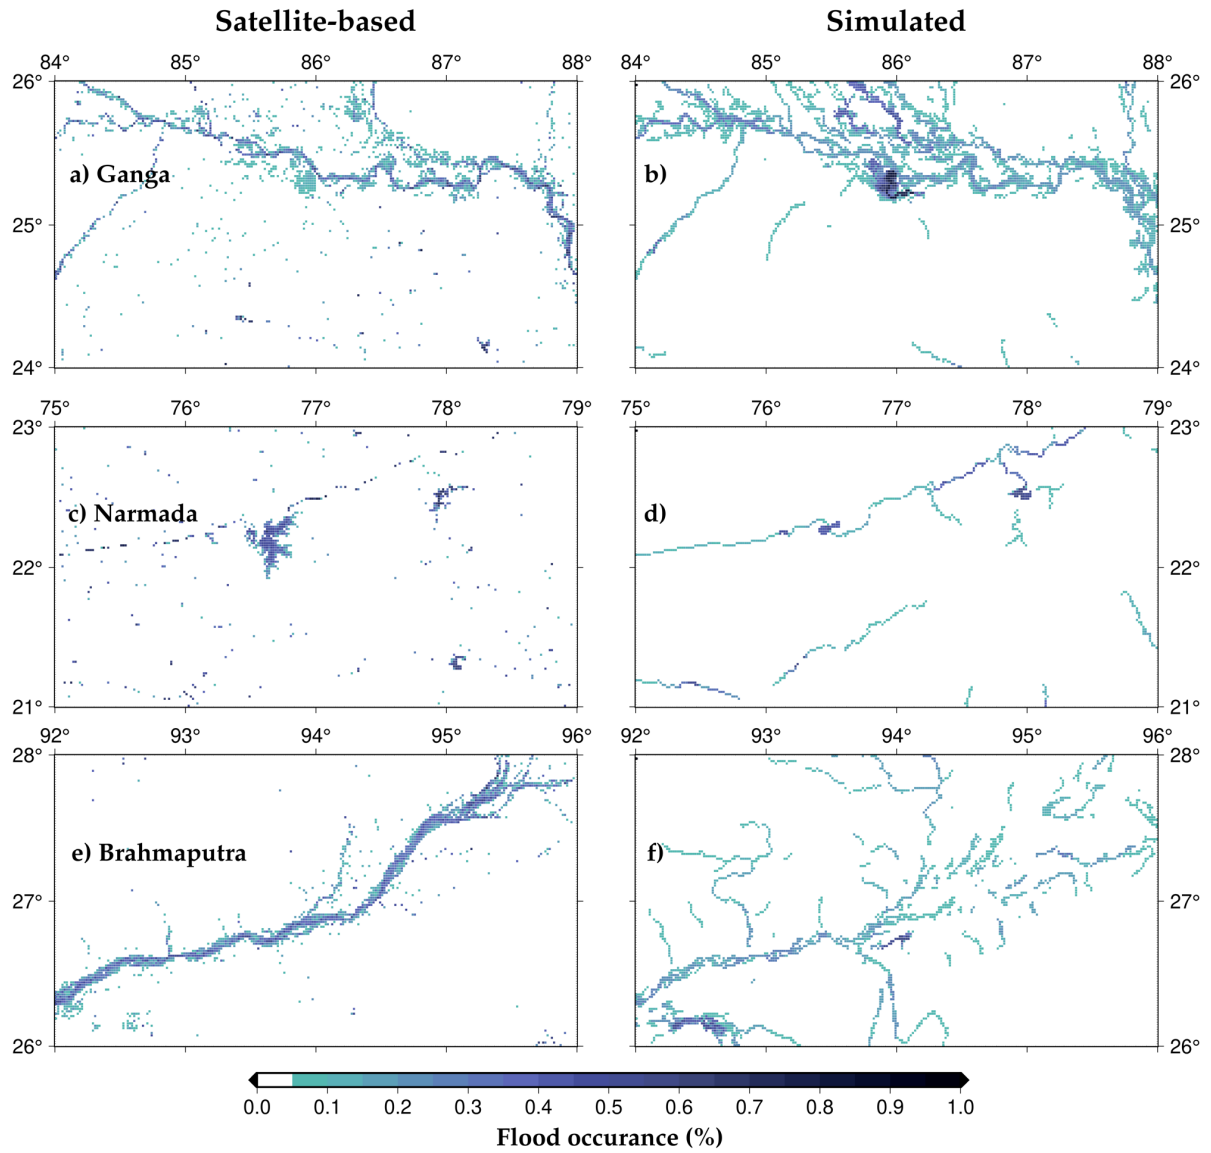 Satellite-based Simulated
84° 85° 86° 87° 88° 84° 85° 86° 87° 88°
26° 26°
a) Ganga b)
25° 25°
24° 24°
75° 76° 77° 78° 79° 75° 76° 77° 78° 79°
23° 23°
c) Narmada d)
22° 22°
21° 21°
92° 93° 94° 95° 96° 92° 93° 94° 95° 96°
28° 28°
e) Brahmaputra f)
27° 27°
26° 26°
0.0 0.1 0.2 0.3 0.4 0.5 0.6 0.7 0.8 0.9 1.0
Flood occurance (%)